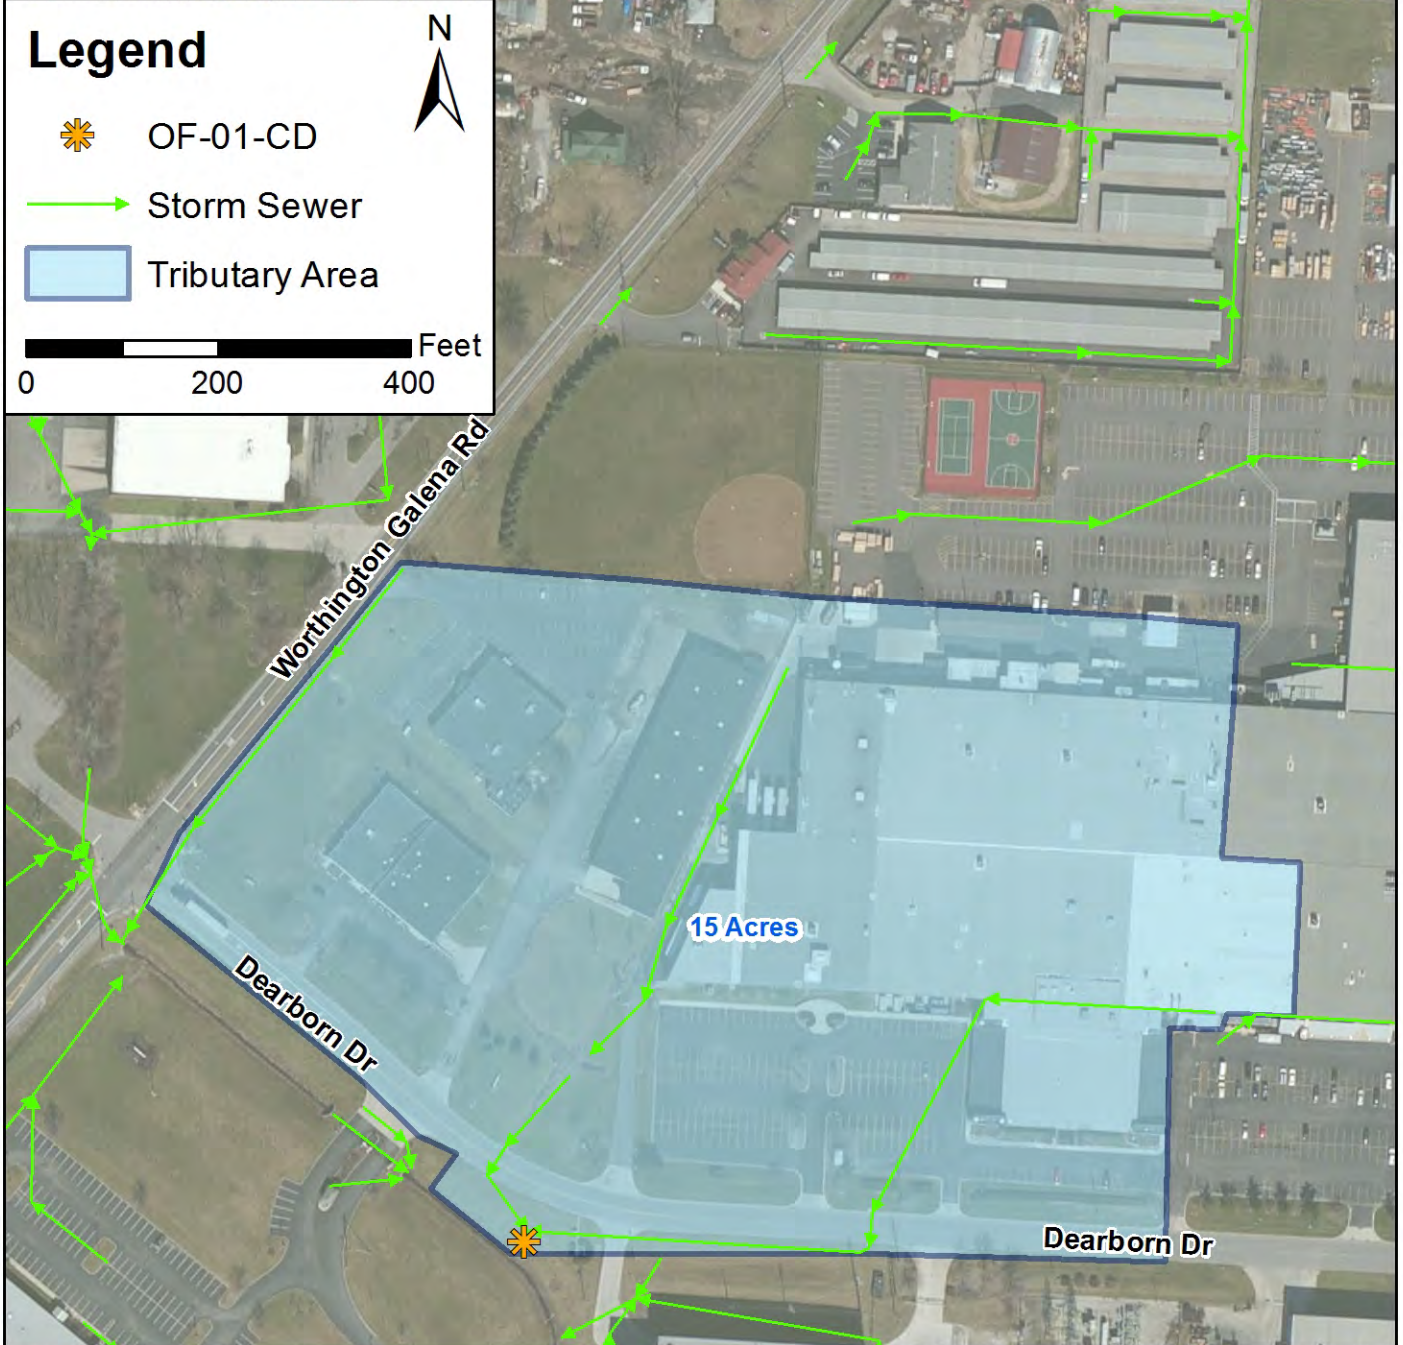 Legend
N
OF-01-CD
Storm Sewer
Tributary Area
Feet
0 200 400
Worthington Galena Rd
15 Acres
Dearborn Dr
Dearborn Dr